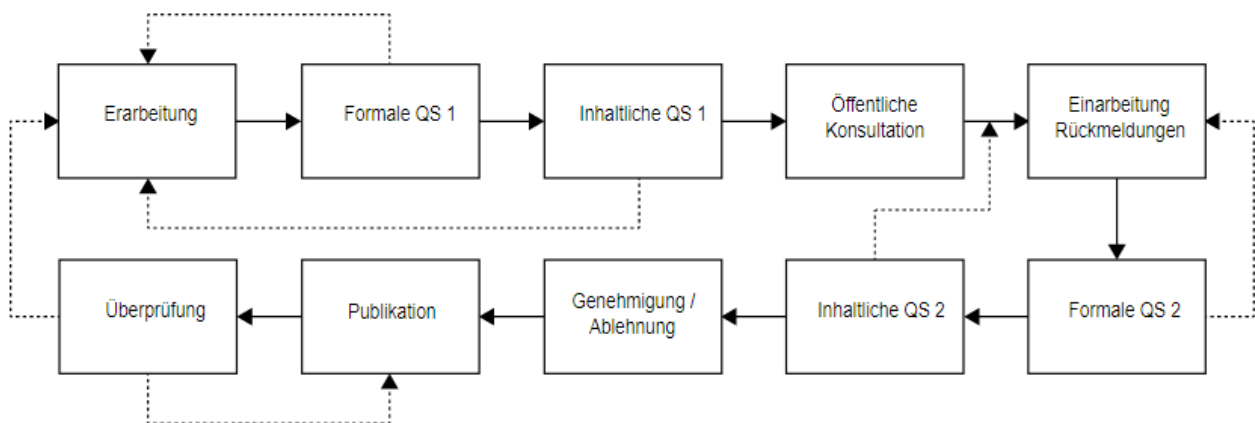 Erarbeitung
Formale QS 1
Inhaltliche QS 1
Öffentliche
Konsultation
Einarbeitung
Rückmeldungen
Überprüfung
Publikation
Genehmigung /
Ablehnung
Inhaltliche QS 2
Formale QS 2